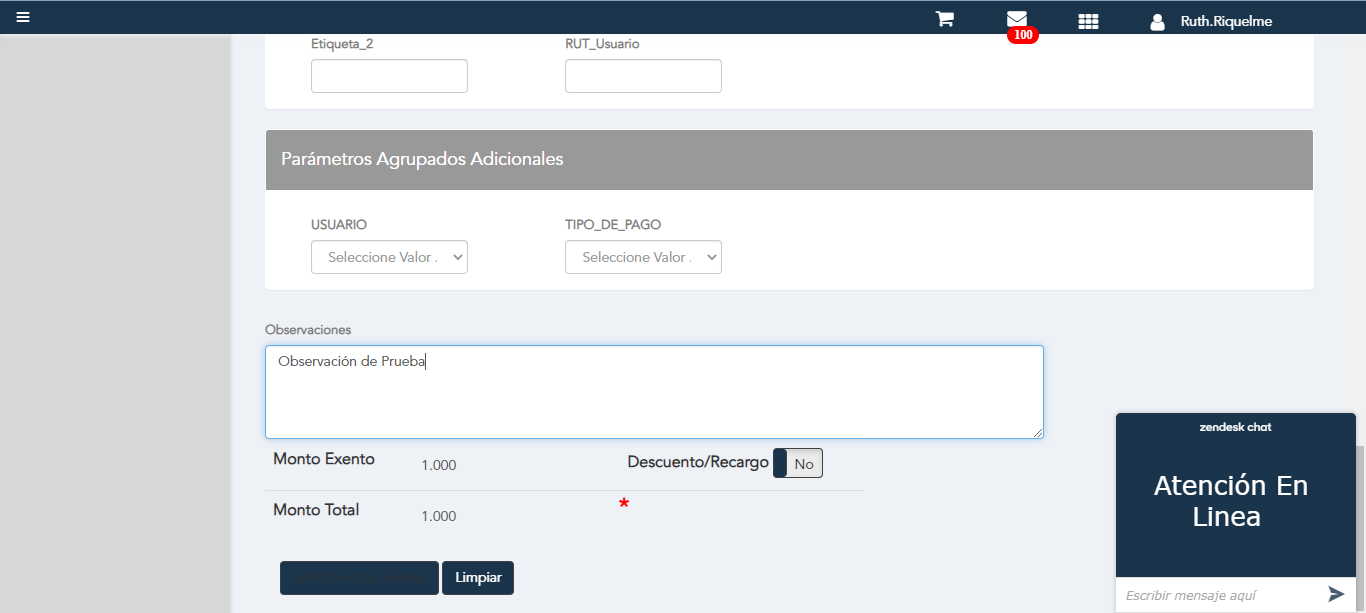 Ruth.Riquelme
100
Etiqueta_2 RUT_Usuario
Parámetros Agrupados Adicionales
USUARIO TIPO_DE_PAGO
Seleccione Valor . Seleccione Valor .
Observaciones
Observación de Prueba
Monto Exento 1.000 Descuento/Recargo No
Monto Total 1.000 *
Limpiar
zendesk chat
Atención En
Linea
Escribir mensaje aquí